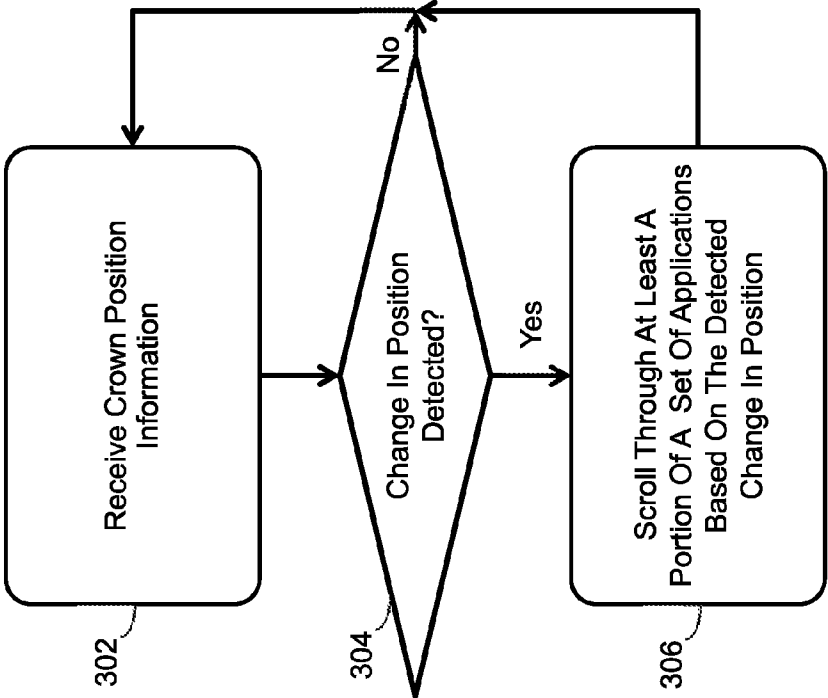 302
Receive Crown Position
Information
304
Change In Position
Detected?
No
Yes
306
Scroll Through At Least A
Portion Of A Set Of Applications
Based On The Detected
Change In Position